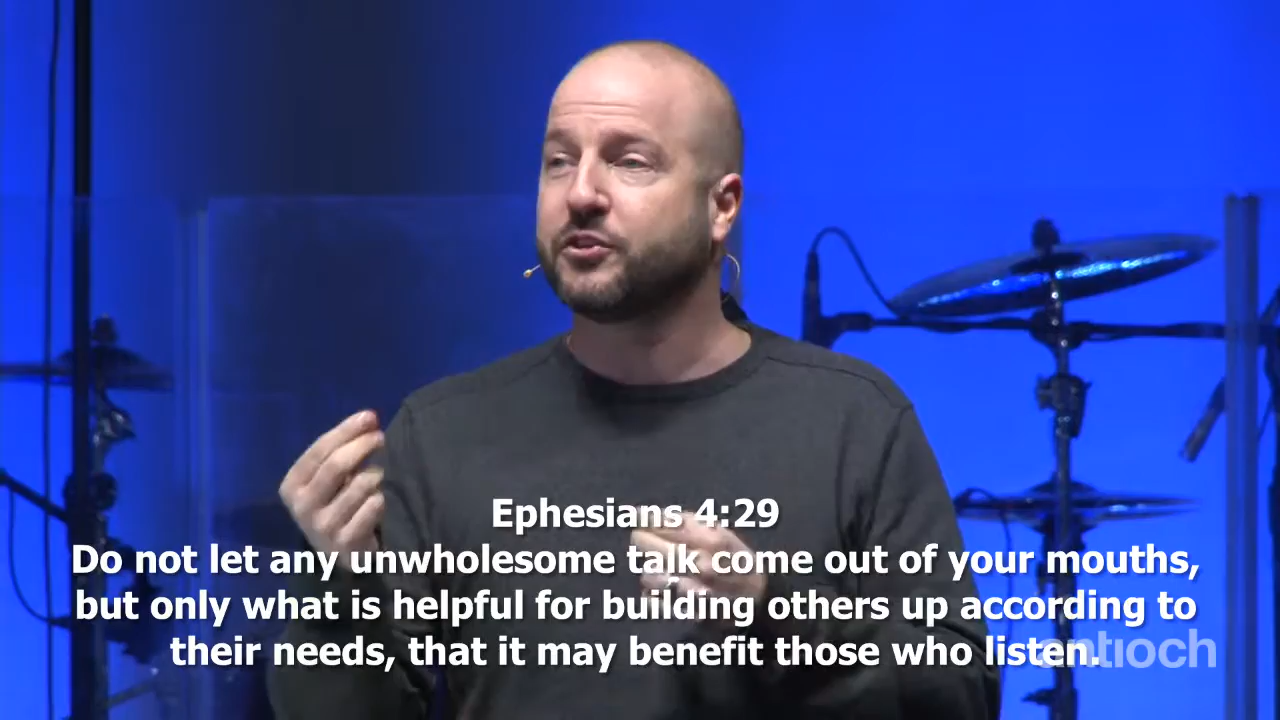 Ephesians 4:29
Do not let any unwholesome talk come out of your mouths,
but only what is helpful for building others up according to
their needs, that it may benefit those who listen.
antioch